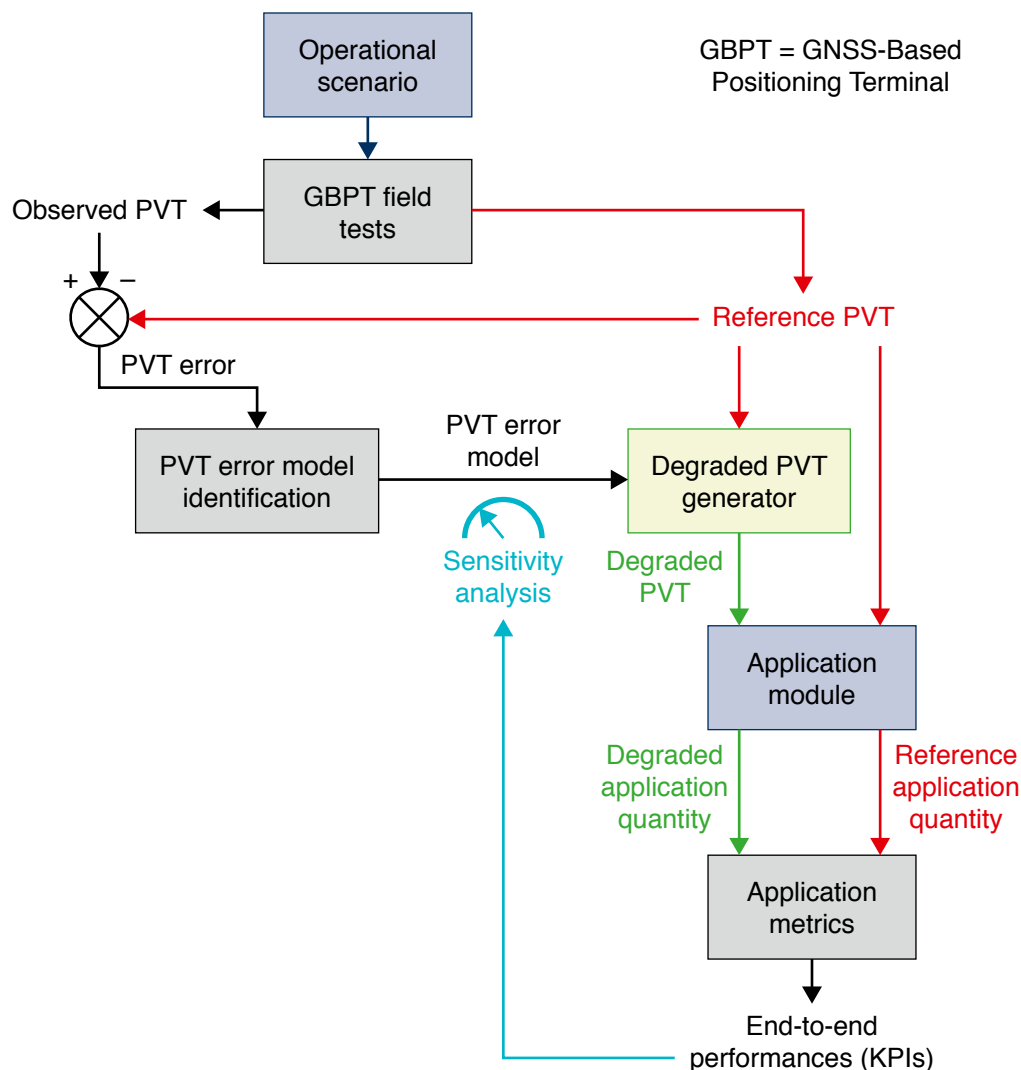 Operational
scenario
GBPT = GNSS-Based
Positioning Terminal
GBPT field
tests
Observed PVT
+ −
Reference PVT
PVT error
PVT error model
identification
PVT error
model
Degraded PVT
generator
Sensitivity
analysis
Degraded
PVT
Application
module
Degraded
application
quantity
Reference
application
quantity
Application
metrics
End-to-end
performances (KPIs)